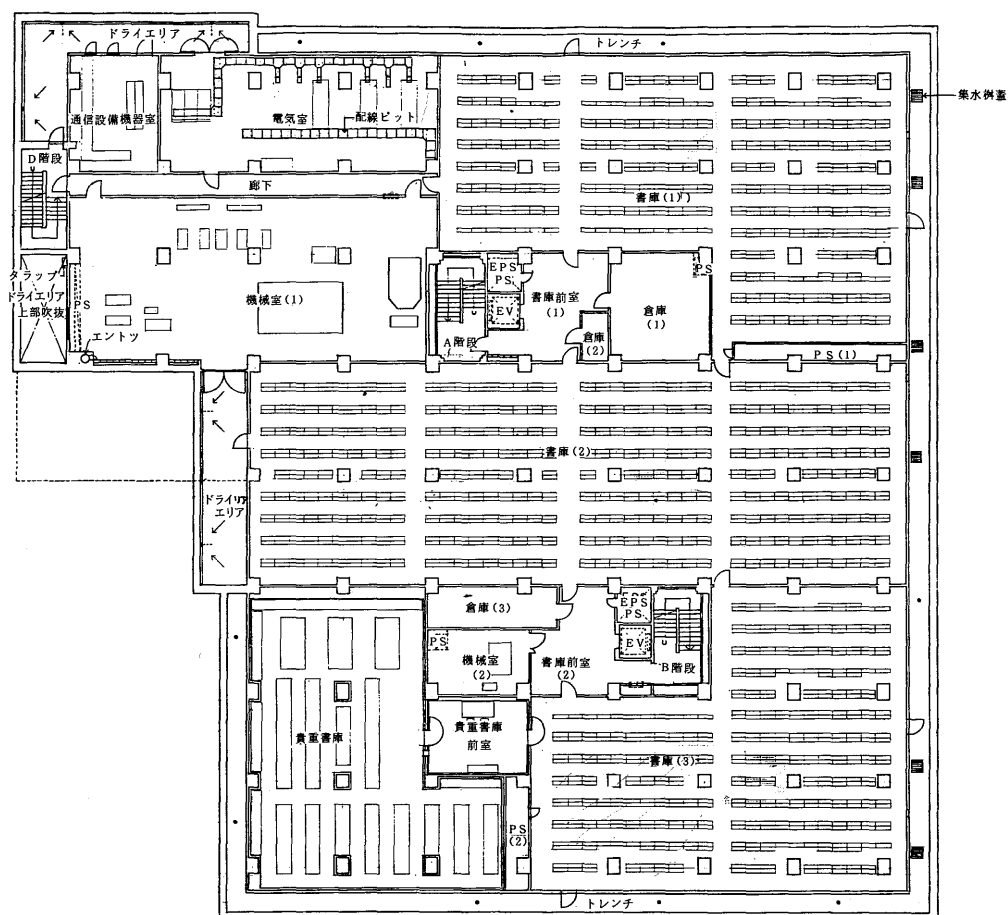 ドライエリア
トレンチ
集水桝蓋
通信設備機器室
電気室
配線ピット
D階段
廊下
書庫(1)
タラップ
ドライエリア
上部吹抜
PS
エントツ
機械室(1)
EPS
PS
EV
A階段
書庫前室
(1)
倉庫
(2)
倉庫
(1)
PS
PS(1)
書庫(2)
ドライリア
エリア
倉庫(3)
EPS
PS
EV
PS
機械室
(2)
書庫前室
(2)
B階段
貴重書庫
貴重書庫
前室
書庫(3)
PS
(2)
トレンチ